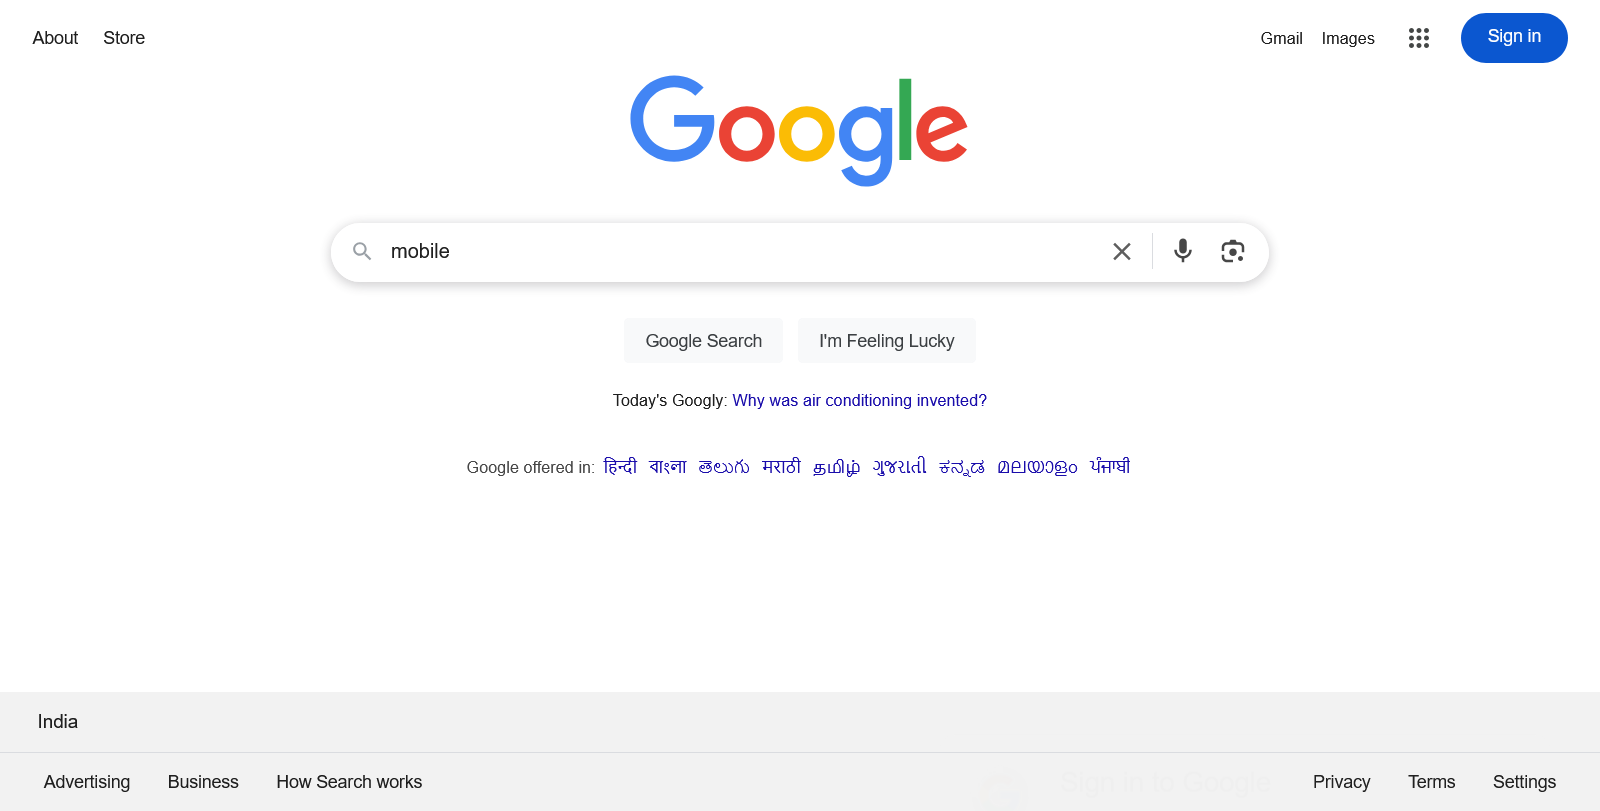 About Store Gmail Images Sign in
Google
mobile
Google Search I'm Feeling Lucky
Today's Googly: Why was air conditioning invented?
Google offered in: हिन्दी বাংলা తెలుగు मराठी தமிழ் ગુજરાતી ಕನ್ನಡ മലയാളം ਪੰਜਾਬੀ
India
Advertising Business How Search works Sign in to Google Privacy Terms Settings